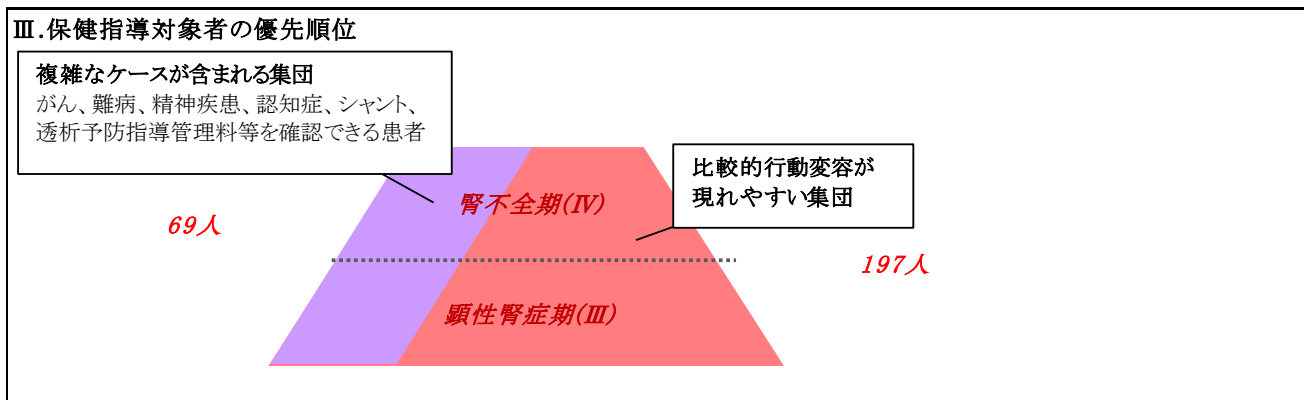 Ⅲ.保健指導対象者の優先順位
複雑なケースが含まれる集団
がん、難病、精神疾患、認知症、シャント、
透析予防指導管理料等を確認できる患者
比較的行動変容が
現れやすい集団
腎不全期(Ⅳ)
69人
197人
顕性腎症期(Ⅲ)